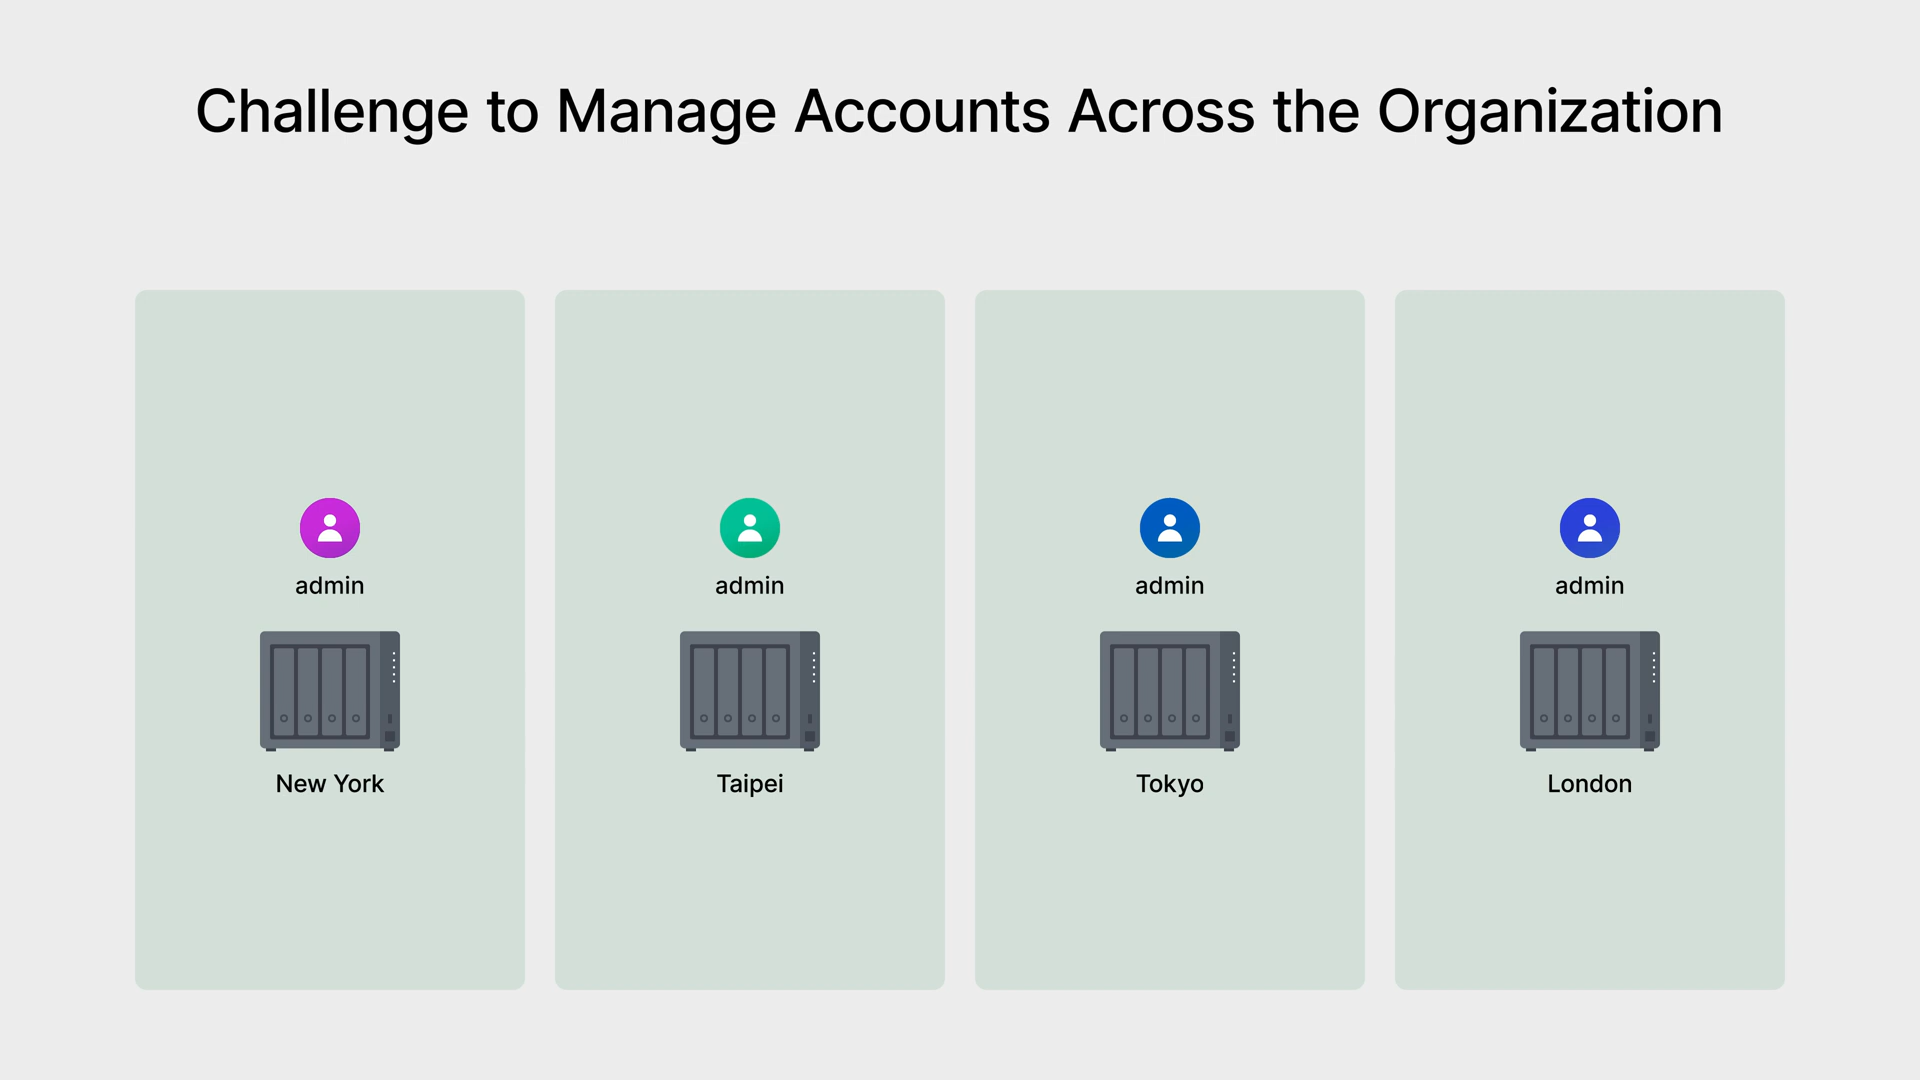 Challenge to Manage Accounts Across the Organization
admin
New York
admin
Taipei
admin
Tokyo
admin
London